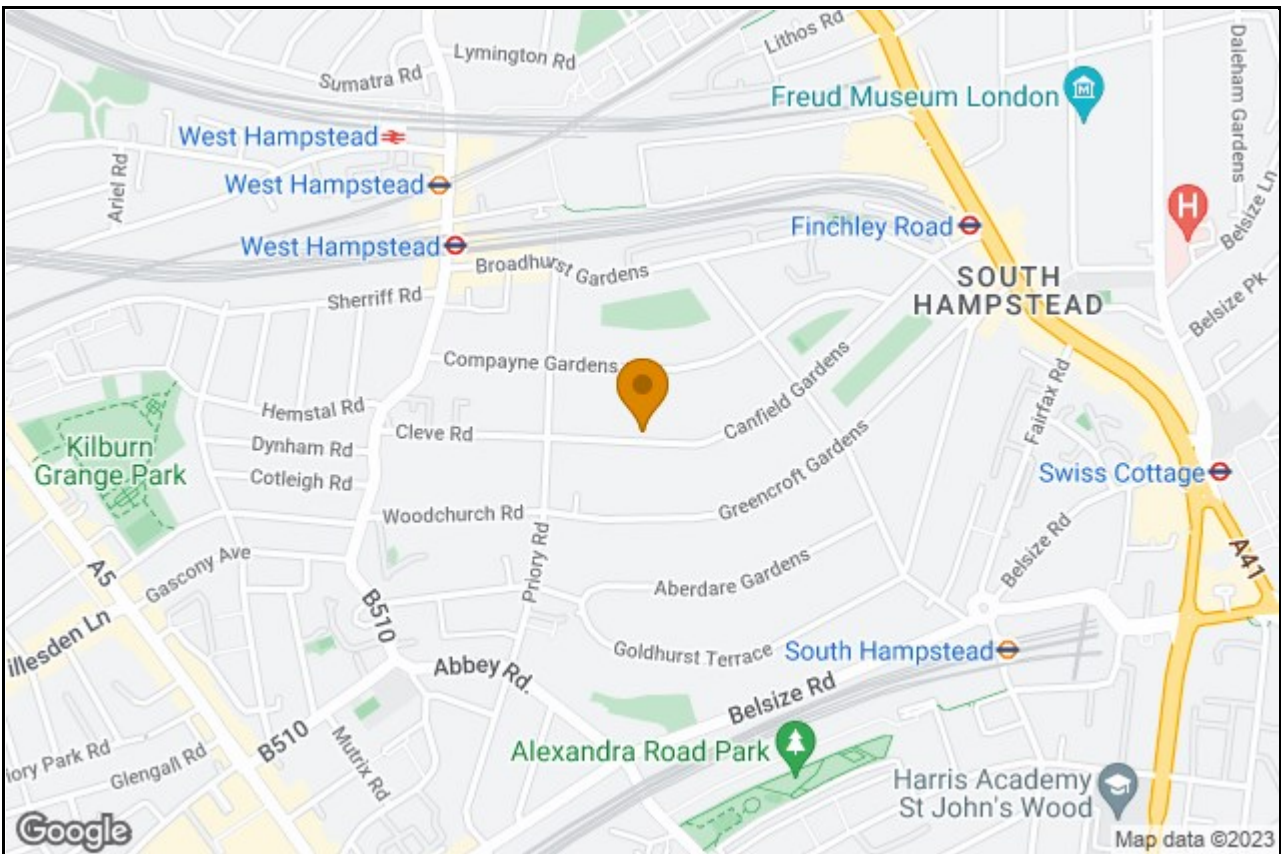 Lithos Rd
Lymington Rd
Sumatra Rd
Daleham Gardens
Freud Museum London
M
West Hampstead
West Hampstead
Ariel Rd
West Hampstead
Finchley Road
H
Belsize Ln
Broadhurst Gardens
Sherriff Rd
SOUTH
HAMPSTEAD
Belsize Pk
Compayne Gardens
Canfield Gardens
Fairfax Rd
Hemstal Rd
Cleve Rd
Dynham Rd
Kilburn
Grange Park
Cotleigh Rd
Greencroft Gardens
Swiss Cottage
Woodchurch Rd
Belsize Rd
A41
Gascony Ave
A5
Priory Rd
Aberdare Gardens
B510
illesden Ln
Goldhurst Terrace
South Hampstead
Abbey Rd.
Belsize Rd
B510
Mutrix Rd
iory Park Rd
Glengall Rd
Alexandra Road Park
Harris Academy
St John's Wood
Google
Map data ©2023